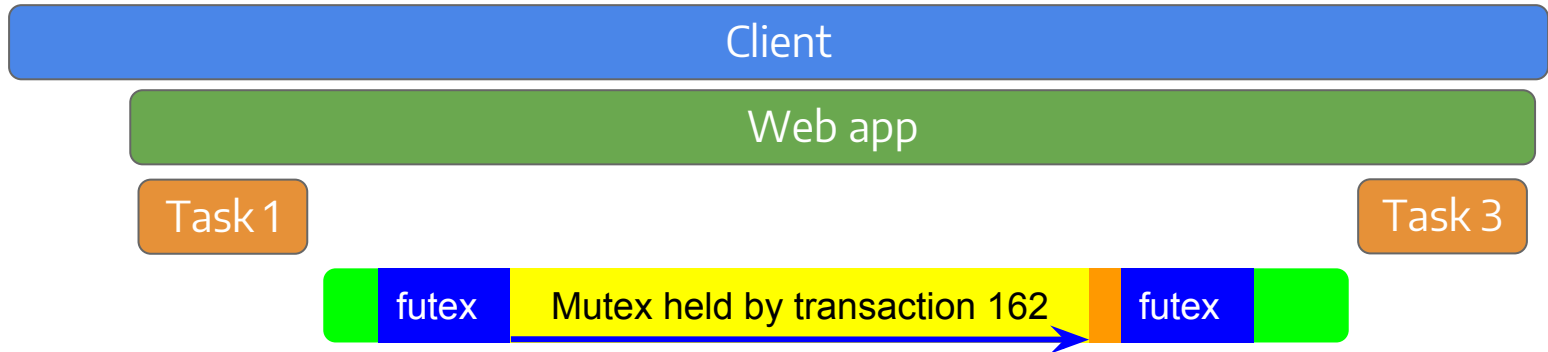 Client
Web app
Task 1
Task 3
futex
Mutex held by transaction 162
futex